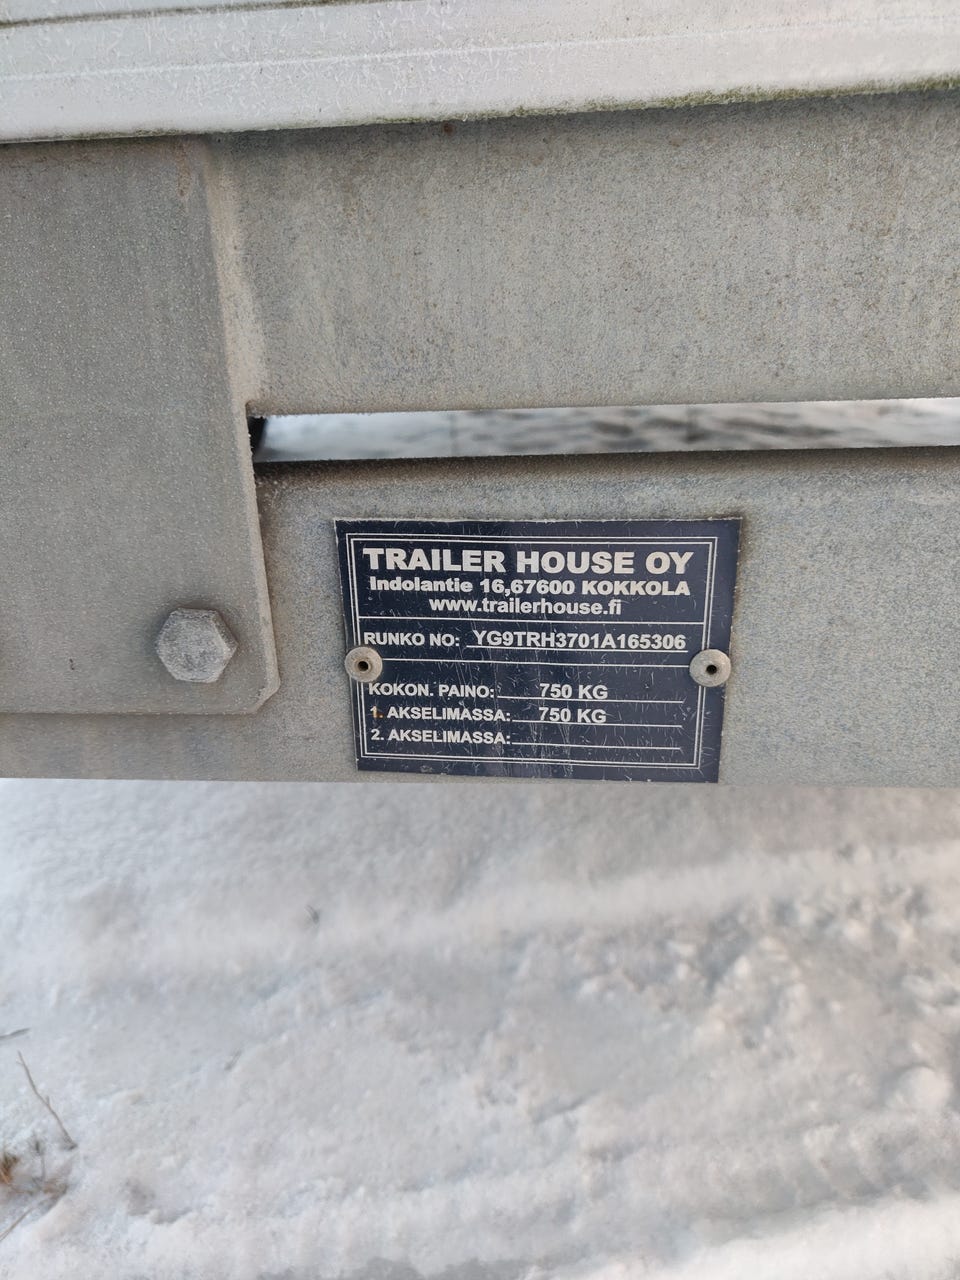 TRAILER HOUSE OY
Indolantie 16,67600 KOKKOLA
www.trailerhouse.fi
RUNKO NO: YG9TRH3701A165306
KOKON. PAINO: 750 KG
1. AKSELIMASSA: 750 KG
2. AKSELIMASSA: